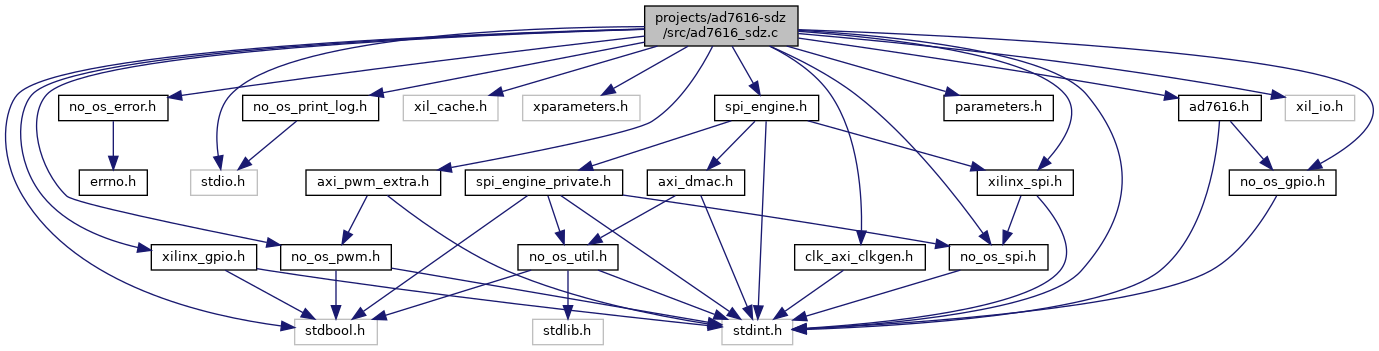 projects/ad7616-sdz
/src/ad7616_sdz.c
no_os_error.h
no_os_print_log.h
xil_cache.h
xparameters.h
spi_engine.h
parameters.h
ad7616.h
xil_io.h
errno.h
stdio.h
axi_pwm_extra.h
spi_engine_private.h
axi_dmac.h
xilinx_spi.h
no_os_gpio.h
xilinx_gpio.h
no_os_pwm.h
no_os_util.h
clk_axi_clkgen.h
no_os_spi.h
stdbool.h
stdlib.h
stdint.h